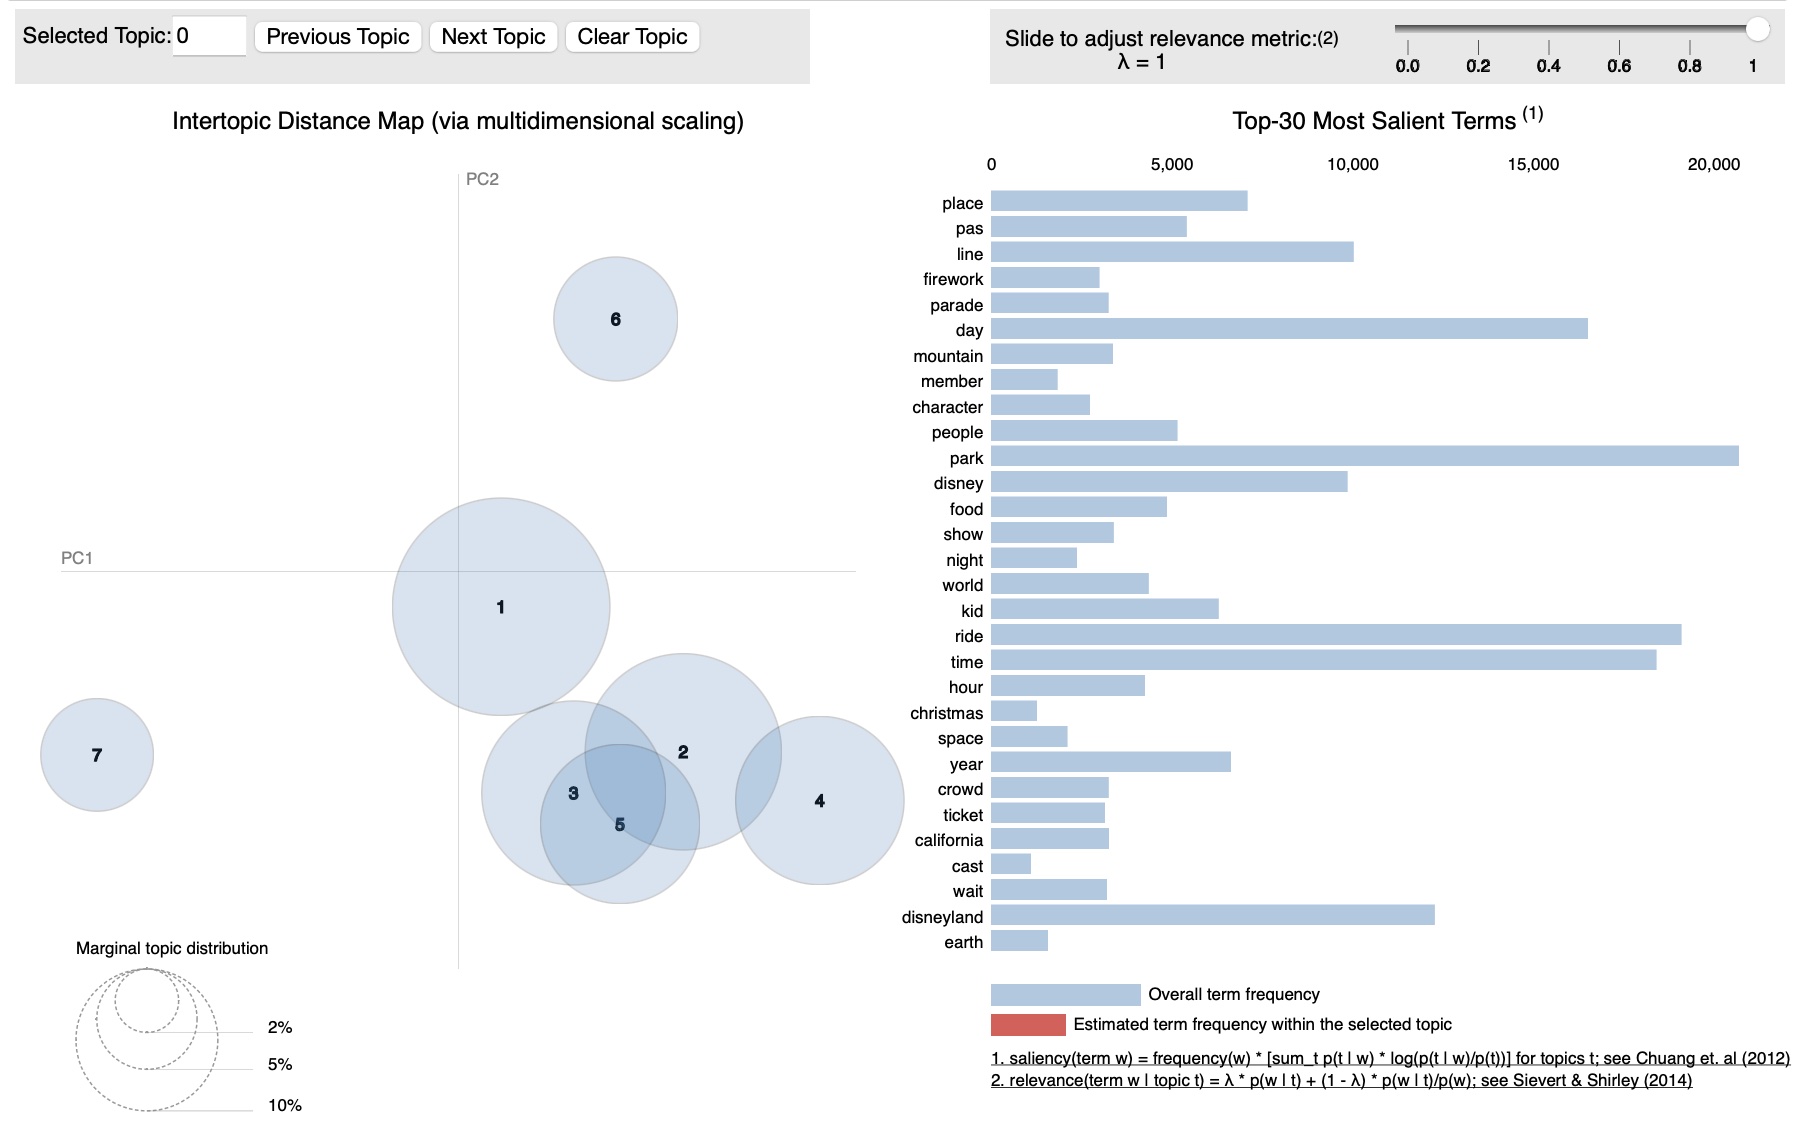 Selected Topic: 0 Previous Topic Next Topic Clear Topic
Slide to adjust relevance metric:(2)
λ = 1
0.0 0.2 0.4 0.6 0.8 1
Intertopic Distance Map (via multidimensional scaling)
PC2
PC1
6
1
2
3
4
5
7
Marginal topic distribution
2%
5%
10%
Top-30 Most Salient Terms (1)
0 5,000 10,000 15,000 20,000
place
pas
line
firework
parade
day
mountain
member
character
people
park
disney
food
show
night
world
kid
ride
time
hour
christmas
space
year
crowd
ticket
california
cast
wait
disneyland
earth
Overall term frequency
Estimated term frequency within the selected topic
1. saliency(term w) = frequency(w) * [sum_t p(t | w) * log(p(t | w)/p(t))] for topics t; see Chuang et. al (2012)
2. relevance(term w | topic t) = λ * p(w | t) + (1 - λ) * p(w | t)/p(w); see Sievert & Shirley (2014)